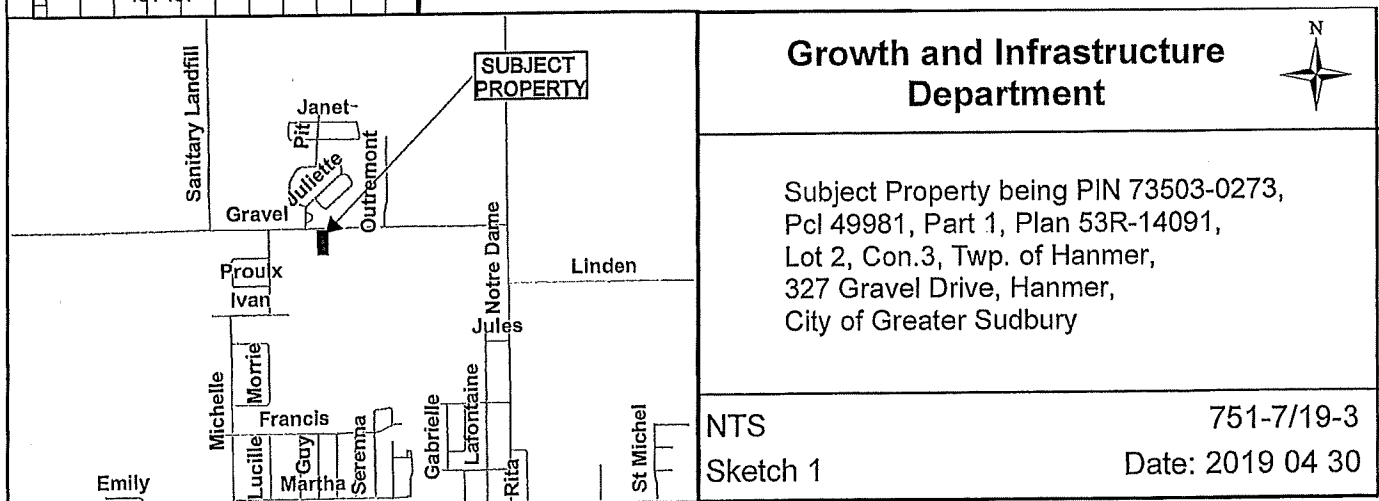 SUBJECT
PROPERTY
Sanitary Landfill
Janet
Pit
Juliette
Outremont
Gravel
Notre Dame
Linden
Proulx
Ivan
Jules
Morrie
Michelle
Francis
Lucille
Guy
Martha
Serenna
Gabrielle
Lafontaine
Rita
St Michel
Emily
Growth and Infrastructure
Department
N
Subject Property being PIN 73503-0273,
Pcl 49981, Part 1, Plan 53R-14091,
Lot 2, Con.3, Twp. of Hanmer,
327 Gravel Drive, Hanmer,
City of Greater Sudbury
NTS
751-7/19-3
Sketch 1
Date: 2019 04 30